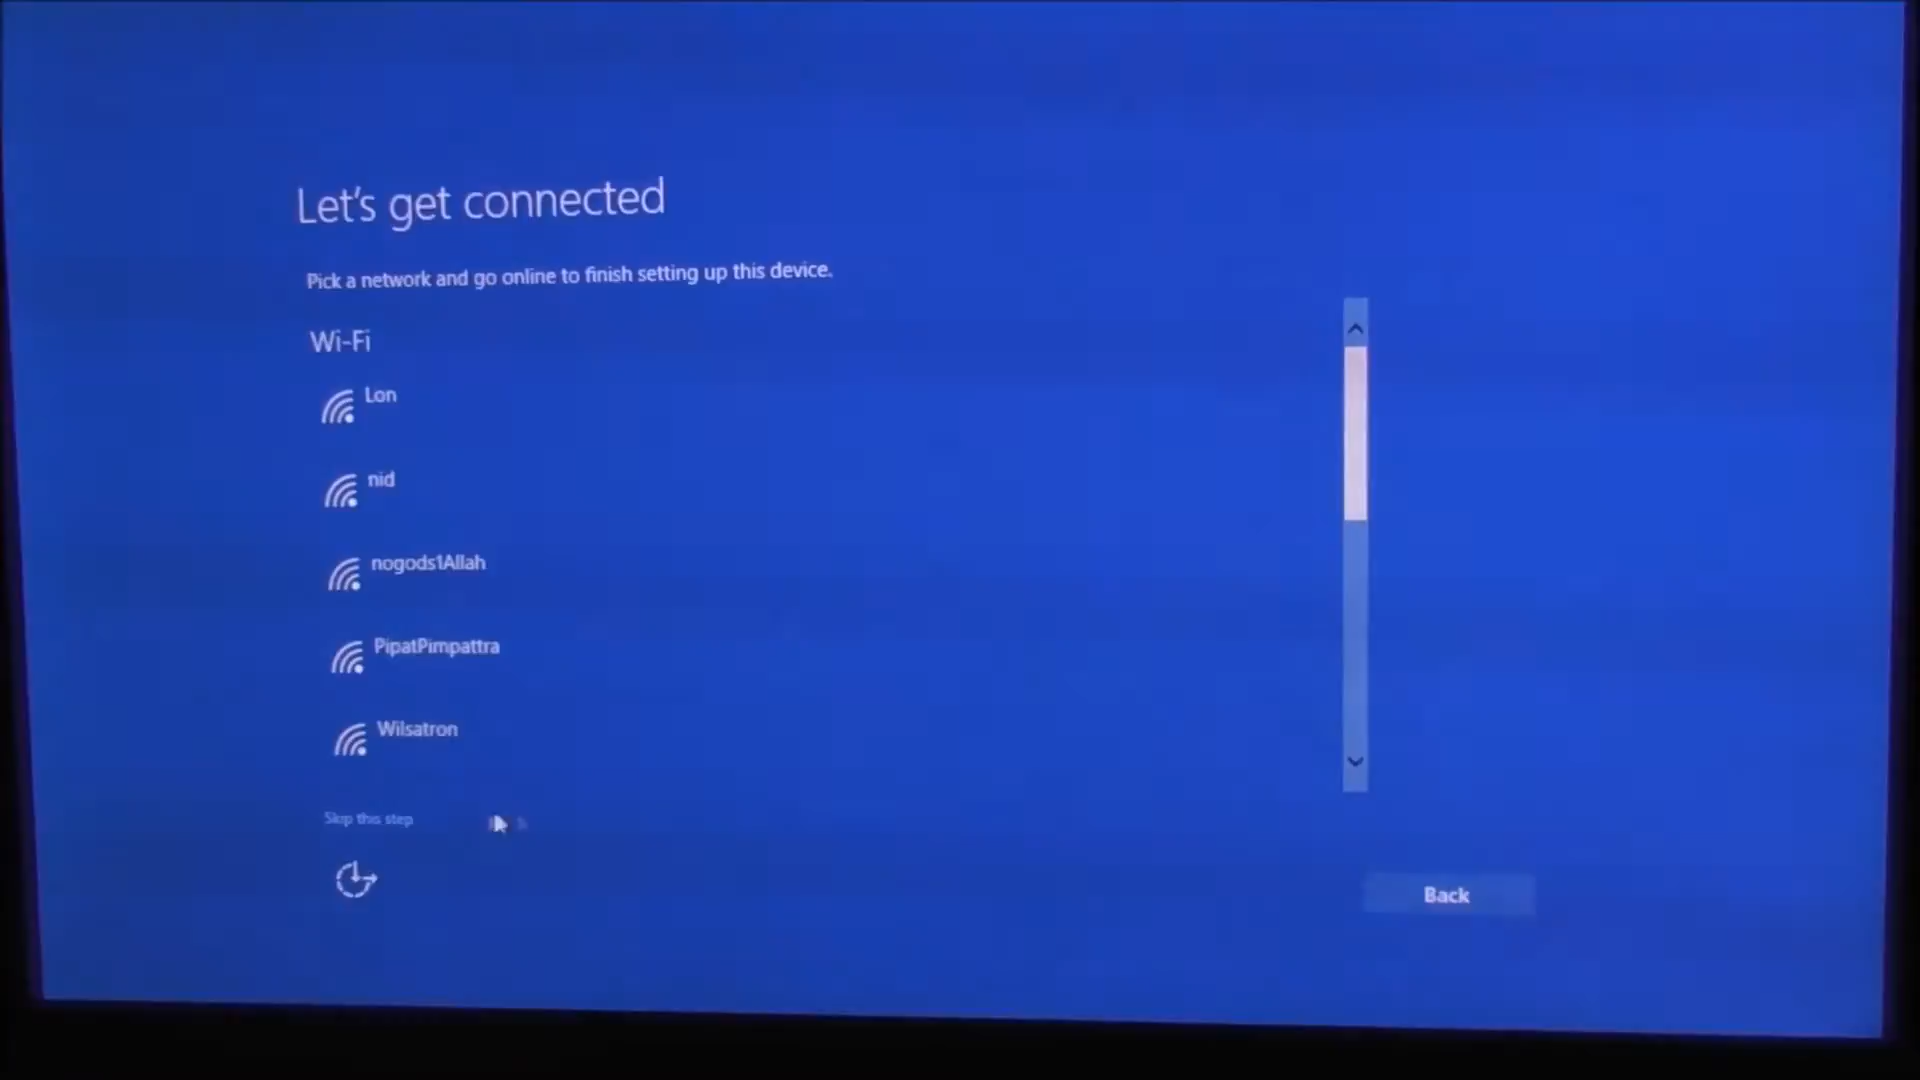 Let's get connected
Pick a network and go online to finish setting up this device.
Wi-Fi
Lon
nid
nogods1Allah
PipatPimpattra
Wilsatron
Skip this step
Back